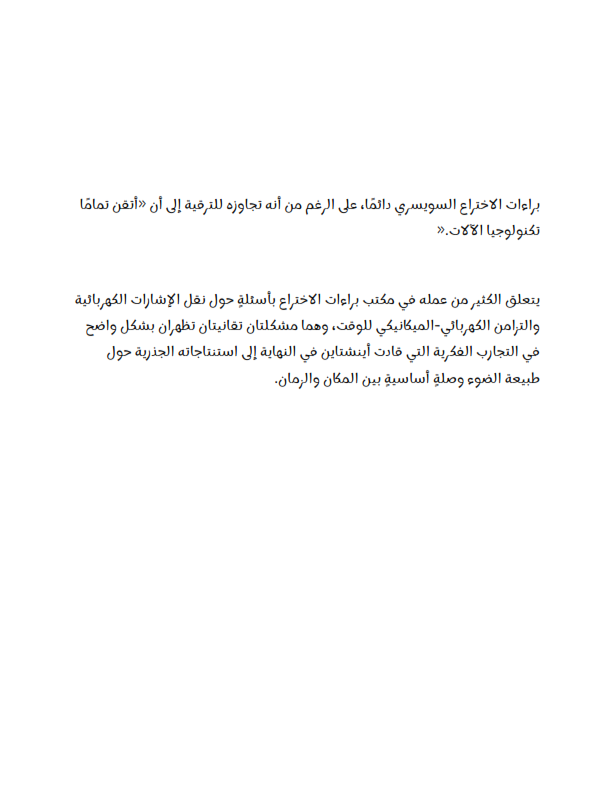 براءات الاختراع السويسري دائمًا، على الرغم من أنه تجاوزه للترقية إلى أن «أتقن تمامًا
تكنولوجيا الآلات.»
يتعلق الكثير من عمله في مكتب براءات الاختراع بأسئلةٍ حول نقل الإشارات الكهربائية
والتزامن الكهربائي-الميكانيكي للوقت، وهما مشكلتان تقانيتان تظهران بشكل واضح
في التجارب الفكرية التي قادت أينشتاين في النهاية إلى استنتاجاته الجذرية حول
طبيعة الضوء وصلةٍ أساسيةٍ بين المكان والزمان.